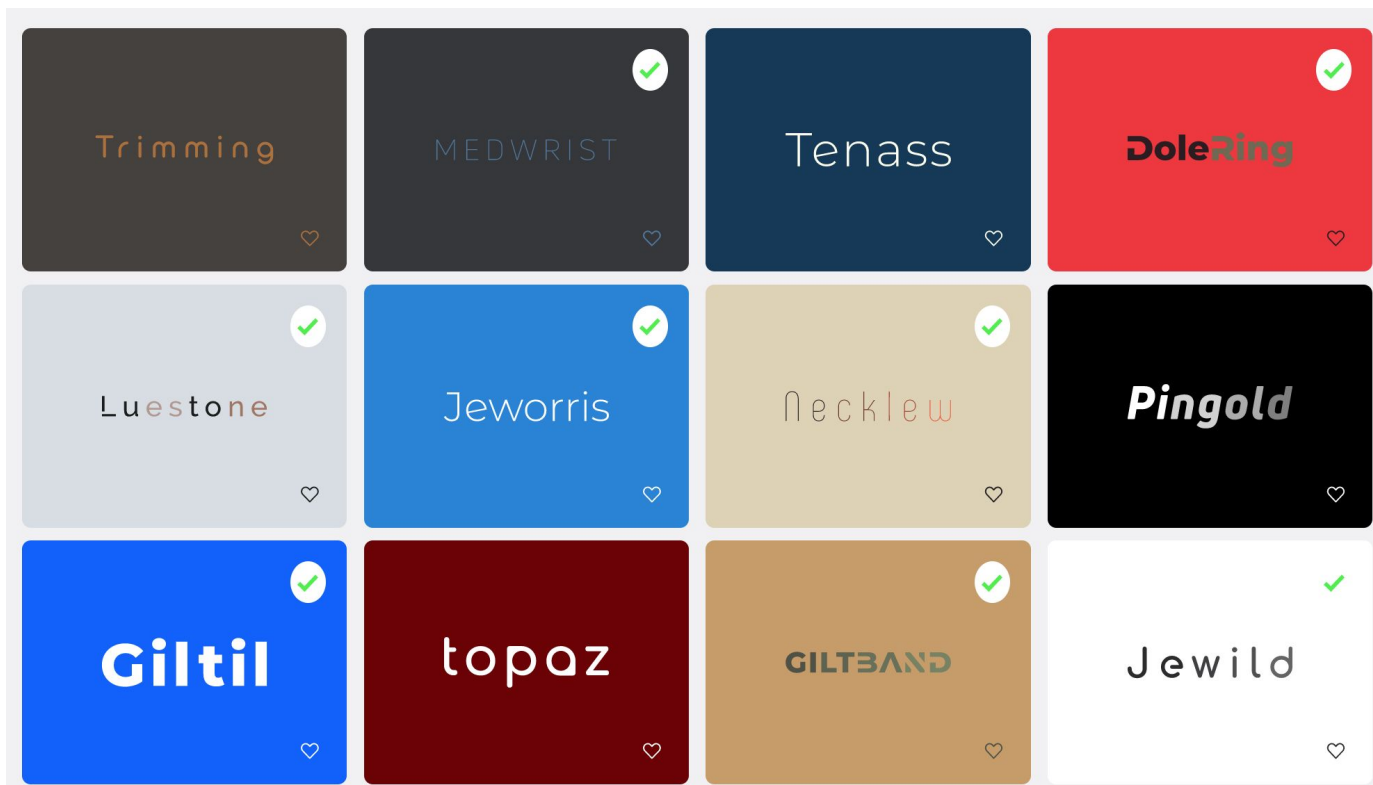 Trimming
MEDWRIST
Tenass
DoleRing
Luestone
Jeworris
Necklew
Pingold
Giltil
topaz
GILTBAND
Jewild